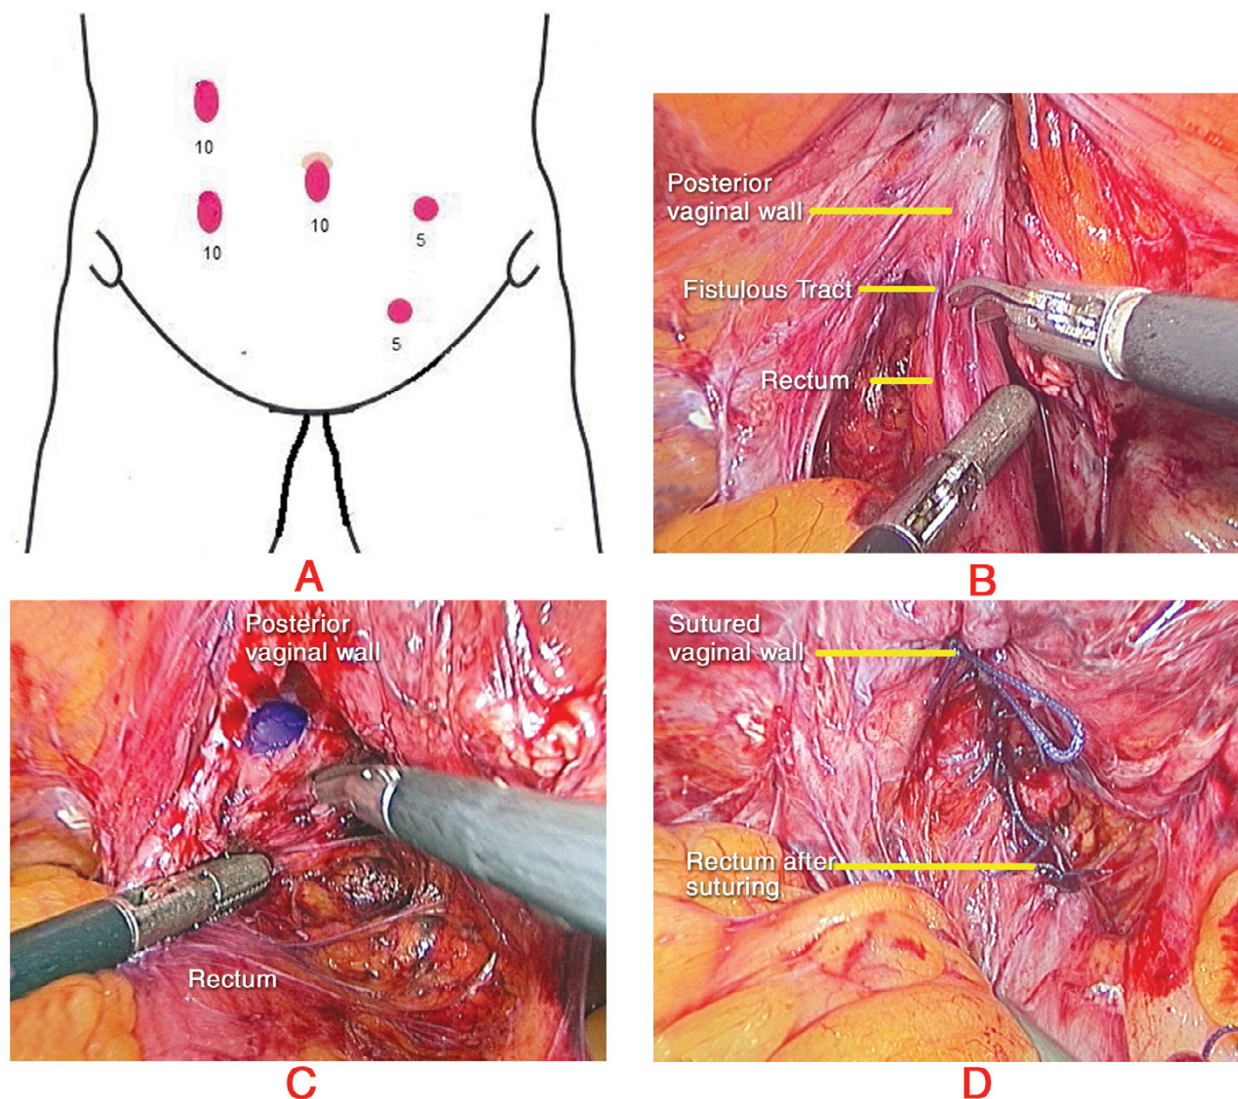 10
10
10
5
5
A
Posterior
vaginal wall
Fistulous Tract
Rectum
B
Posterior
vaginal wall
Rectum
C
Sutured
vaginal wall
Rectum after
suturing
D